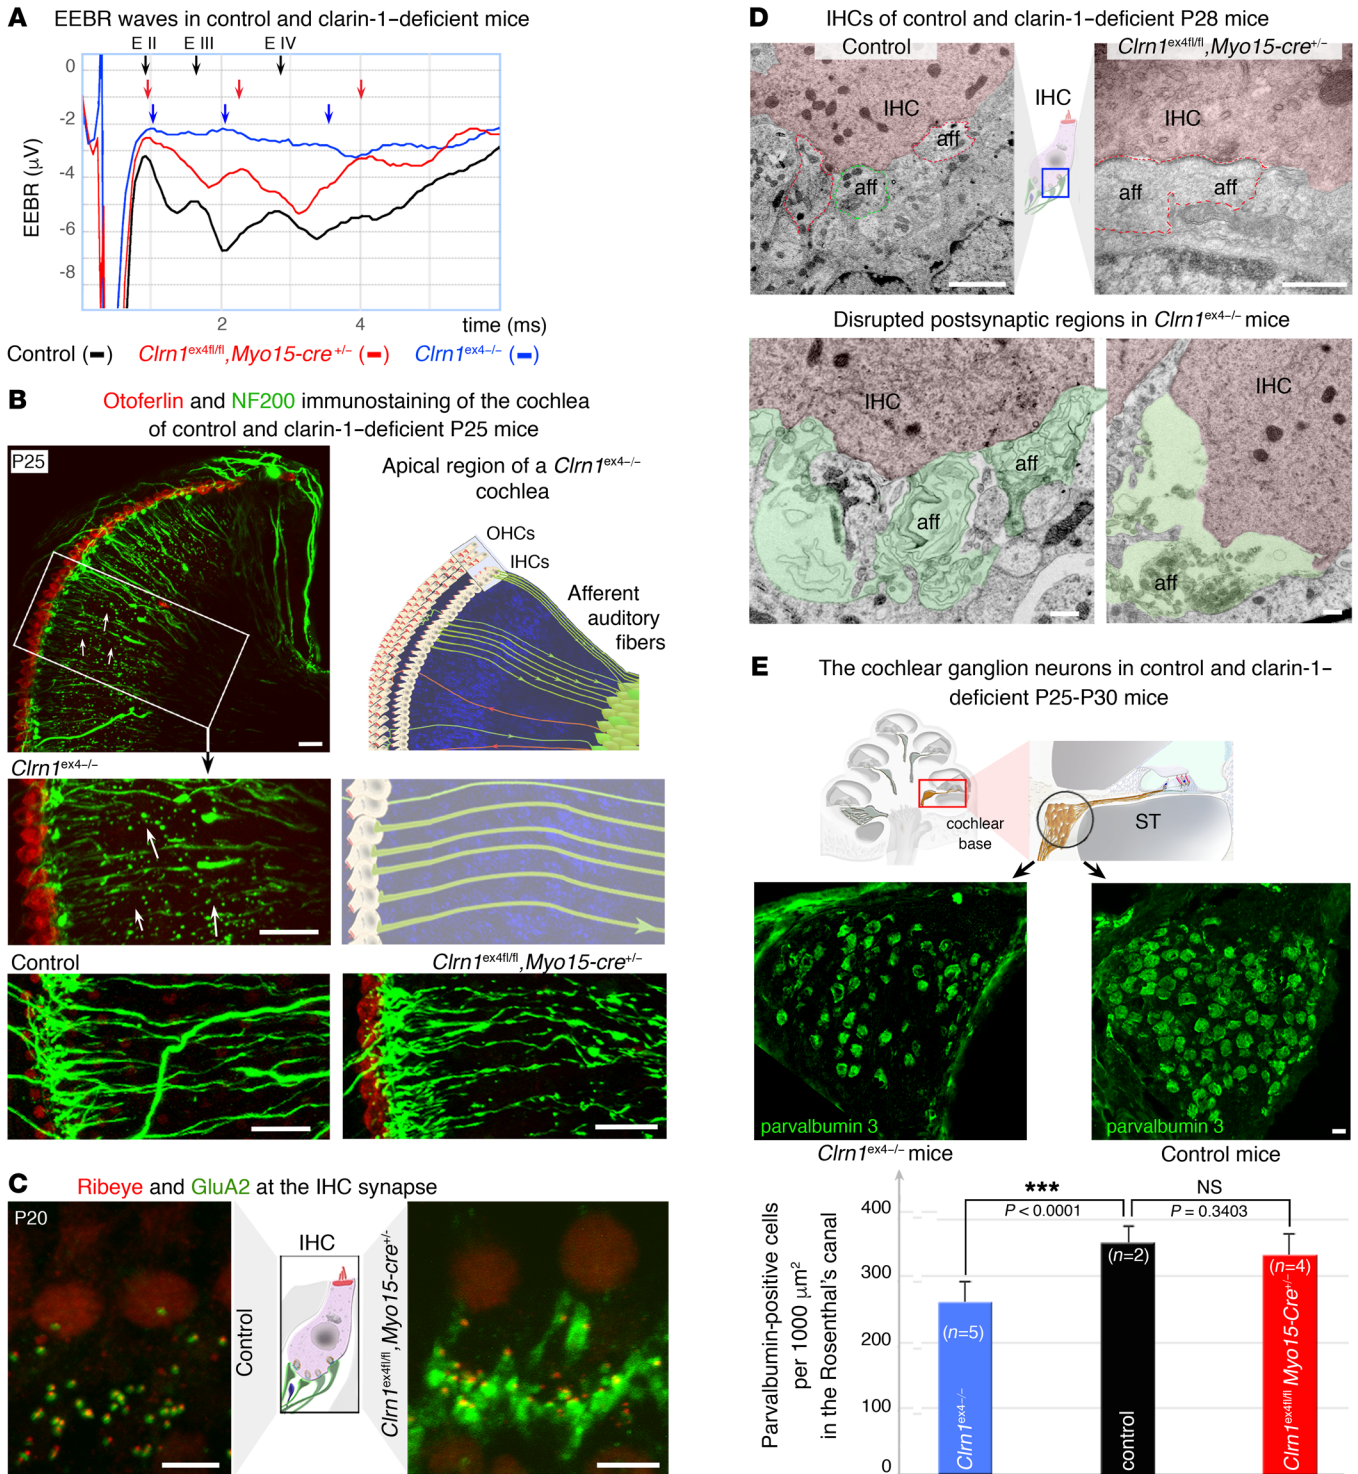 A
EEBR waves in control and clarin-1–deficient mice
E II
E III
E IV
0
-2
-4
-6
-8
EEBR (μV)
2
4
time (ms)
Control (–)
Clrn1ex4fl/fl,Myo15-cre+/– (–)
Clrn1ex4–/– (–)
B
Otoferlin and NF200 immunostaining of the cochlea
of control and clarin-1–deficient P25 mice
P25
Apical region of a Clrn1ex4–/–
cochlea
OHCs
IHCs
Afferent
auditory
fibers
Clrn1ex4–/–
Control
Clrn1ex4fl/fl,Myo15-cre+/–
C
Ribeye and GluA2 at the IHC synapse
P20
Control
IHC
Clrn1ex4fl/fl,Myo15-cre+/–
D
IHCs of control and clarin-1–deficient P28 mice
Control
Clrn1ex4fl/fl,Myo15-cre+/–
IHC
aff
aff
IHC
IHC
aff
aff
Disrupted postsynaptic regions in Clrn1ex4–/– mice
IHC
aff
aff
IHC
aff
E
The cochlear ganglion neurons in control and clarin-1–
deficient P25-P30 mice
cochlear
base
ST
parvalbumin 3
parvalbumin 3
Clrn1ex4–/– mice
Control mice
Parvalbumin-positive cells
per 1000 μm2
in the Rosenthal's canal
400
300
200
100
0
***
P < 0.0001
NS
P = 0.3403
(n=5)
(n=2)
(n=4)
Clrn1ex4–/–
control
Clrn1ex4fl/fl Myo15-Cre+/–